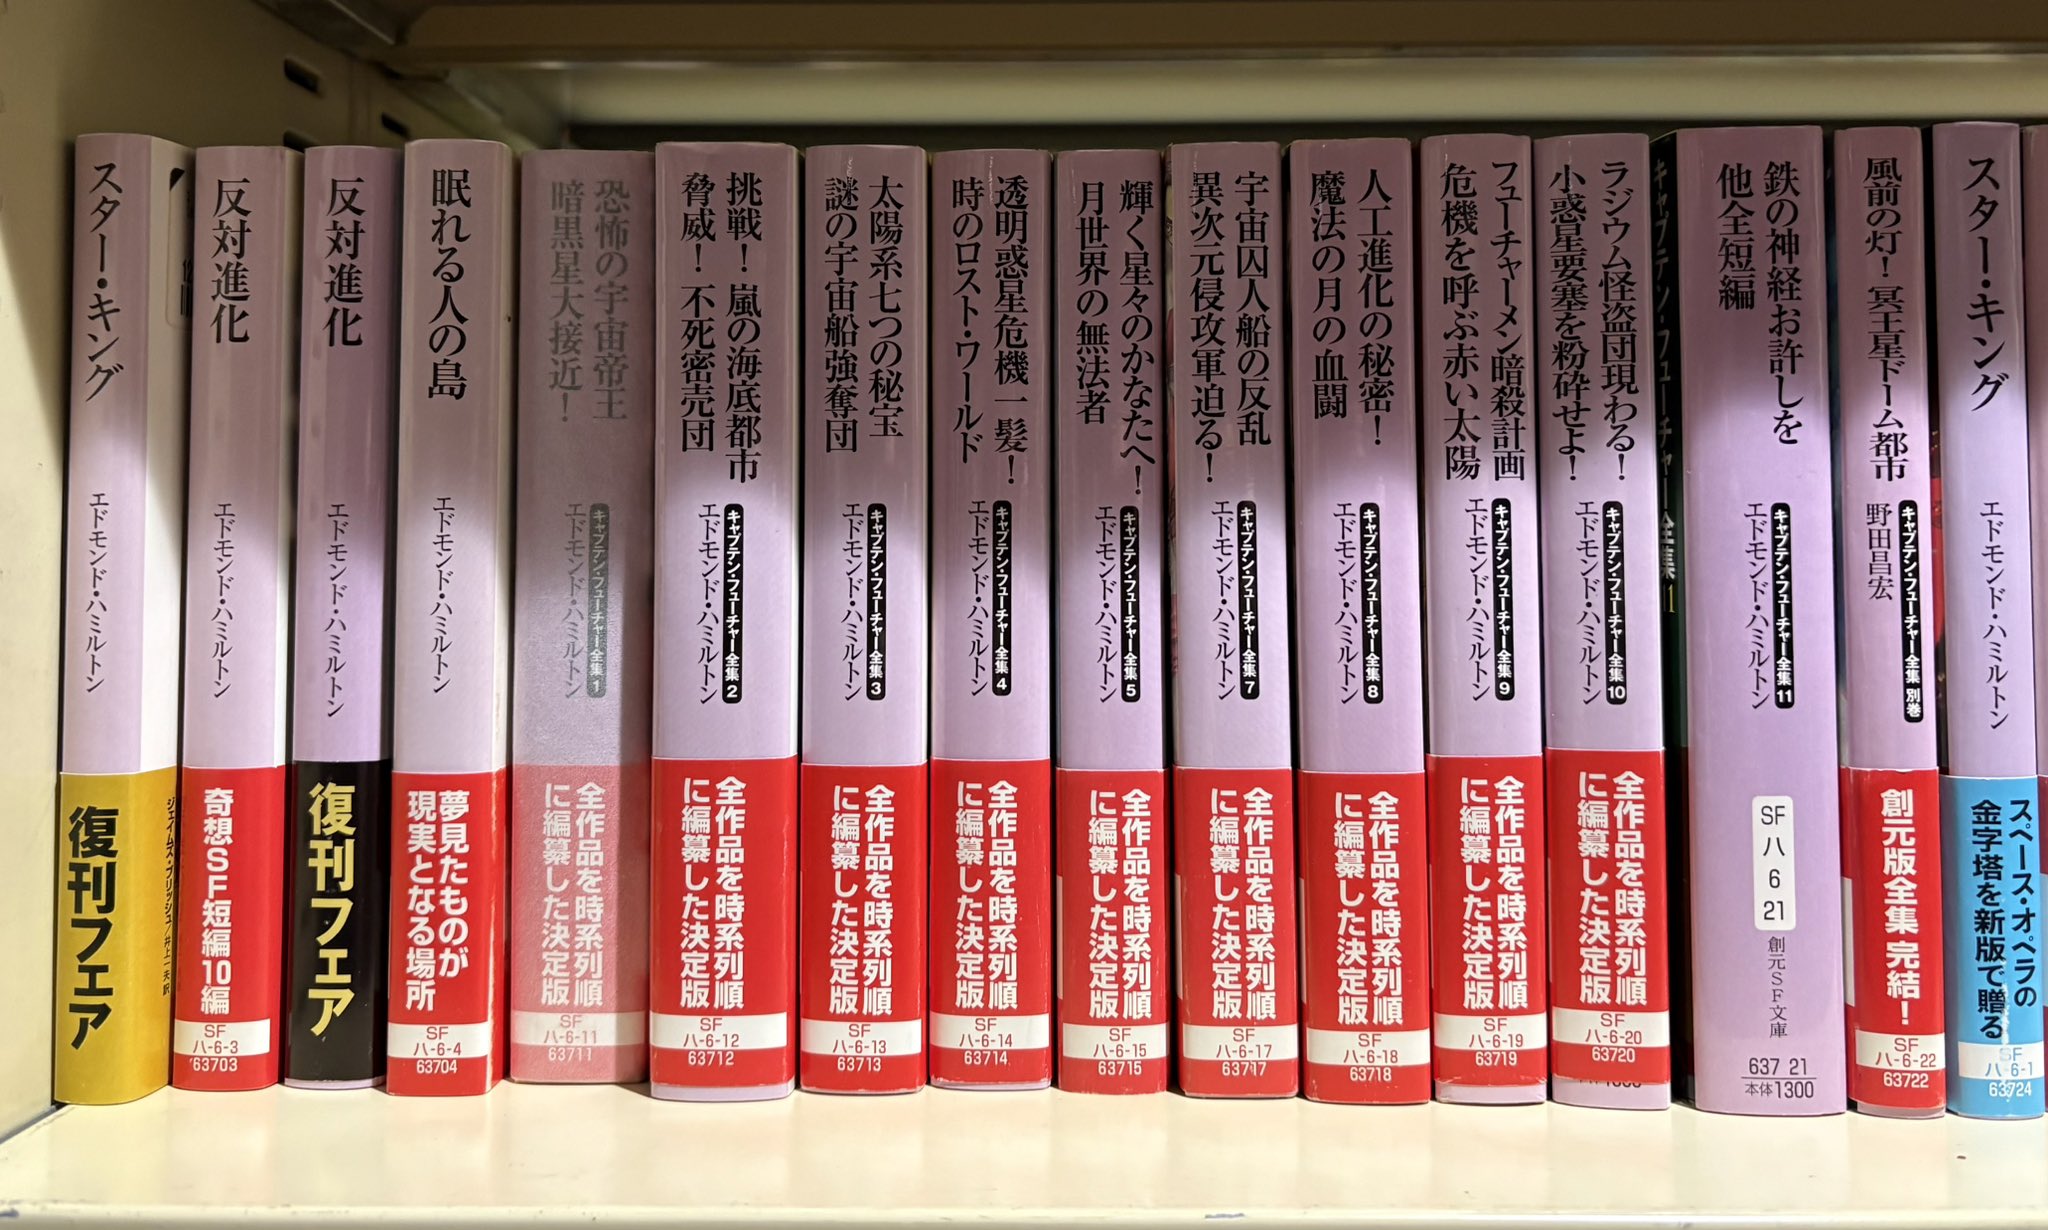 スター・キング
エドモンド・ハミルトン
復刊フェア
ジェイムズ・ブリッシュ/井上一夫訳
反対進化
エドモンド・ハミルトン
奇想SF短編10編
SF
ハ-6-3
63703
反対進化
エドモンド・ハミルトン
復刊フェア
眠れる人の島
エドモンド・ハミルトン
夢見たものが
現実となる場所
SF
ハ-6-4
63704
恐怖の宇宙帝王
暗黒星大接近!
キャプテン・フューチャー全集1
エドモンド・ハミルトン
全作品を時系列順
に編纂した決定版
SF
ハ-6-11
63711
挑戦!嵐の海底都市
脅威!不死密売団
キャプテン・フューチャー全集2
エドモンド・ハミルトン
全作品を時系列順
に編纂した決定版
SF
ハ-6-12
63712
太陽系七つの秘宝
謎の宇宙船強奪団
キャプテン・フューチャー全集3
エドモンド・ハミルトン
全作品を時系列順
に編纂した決定版
SF
ハ-6-13
63713
透明惑星危機一髪!
時のロスト・ワールド
キャプテン・フューチャー全集4
エドモンド・ハミルトン
全作品を時系列順
に編纂した決定版
SF
ハ-6-14
63714
輝く星々のかなたへ!
月世界の無法者
キャプテン・フューチャー全集5
エドモンド・ハミルトン
全作品を時系列順
に編纂した決定版
SF
ハ-6-15
63715
宇宙囚人船の反乱
異次元侵攻軍迫る!
キャプテン・フューチャー全集7
エドモンド・ハミルトン
全作品を時系列順
に編纂した決定版
SF
ハ-6-17
63717
人工進化の秘密!
魔法の月の血闘
キャプテン・フューチャー全集8
エドモンド・ハミルトン
全作品を時系列順
に編纂した決定版
SF
ハ-6-18
63718
フューチャーメン暗殺計画
危機を呼ぶ赤い太陽
キャプテン・フューチャー全集9
エドモンド・ハミルトン
全作品を時系列順
に編纂した決定版
SF
ハ-6-19
63719
ラジウム怪盗団現わる!
小惑星要塞を粉砕せよ!
キャプテン・フューチャー全集10
エドモンド・ハミルトン
全作品を時系列順
に編纂した決定版
SF
ハ-6-20
63720
キャプテン・フューチャー全集11
鉄の神経お許しを
他全短編
キャプテン・フューチャー全集11
エドモンド・ハミルトン
SF
ハ
6
21
創元SF文庫
637 21
本体1300
風前の灯!冥王星ドーム都市
キャプテン・フューチャー全集 別巻
野田昌宏
創元版全集 完結!
SF
ハ-6-22
63722
スター・キング
エドモンド・ハミルトン
スペース・オペラの
金字塔を新版で贈る
SF
ハ-6-1
63724